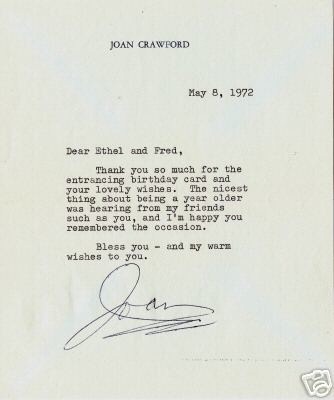 JOAN CRAWFORD
May 8, 1972
Dear Ethel and Fred,
Thank you so much for the
entrancing birthday card and
your lovely wishes. The nicest
thing about being a year older
was hearing from my friends
such as you, and I'm happy you
remembered the occasion.
Bless you - and my warm
wishes to you.
Joan